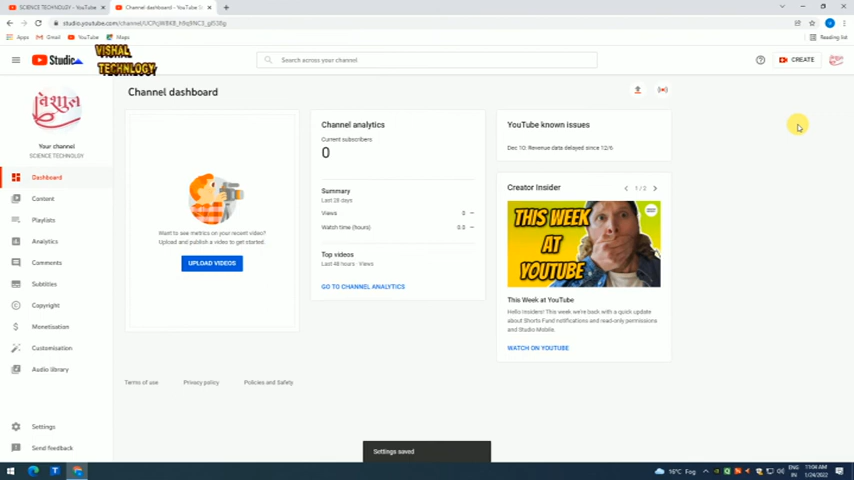 SCIENCE TECHNOLOGY - YouTube
Channel dashboard - YouTube S
Apps
Gmail
YouTube
Maps
Reading list
Studio
VISHAL
TECHNLOGY
Search across your channel
CREATE
Channel dashboard
विशाल
Your channel
SCIENCE TECHNOLOGY
Dashboard
Content
Playlists
Analytics
Comments
Subtitles
Copyright
Monetisation
Customisation
Audio library
Settings
Send feedback
Want to see metrics on your recent video?
Upload and publish a video to get started.
UPLOAD VIDEOS
Channel analytics
Current subscribers
0
Summary
Last 28 days
Views 0 –
Watch time (hours) 0.0 –
Top videos
Last 48 hours · Views
GO TO CHANNEL ANALYTICS
YouTube known issues
Dec 10: Revenue data delayed since 12/6
Creator Insider
1 / 2
THIS WEEK
AT
YOUTUBE
This Week at YouTube
Hello Insiders! This week we're back with a quick update
about Shorts Fund notifications and read-only permissions
and Studio Mobile.
WATCH ON YOUTUBE
Terms of use
Privacy policy
Policies and Safety
Settings saved
16°C Fog
ENG
IN
11:04 AM
1/24/2022